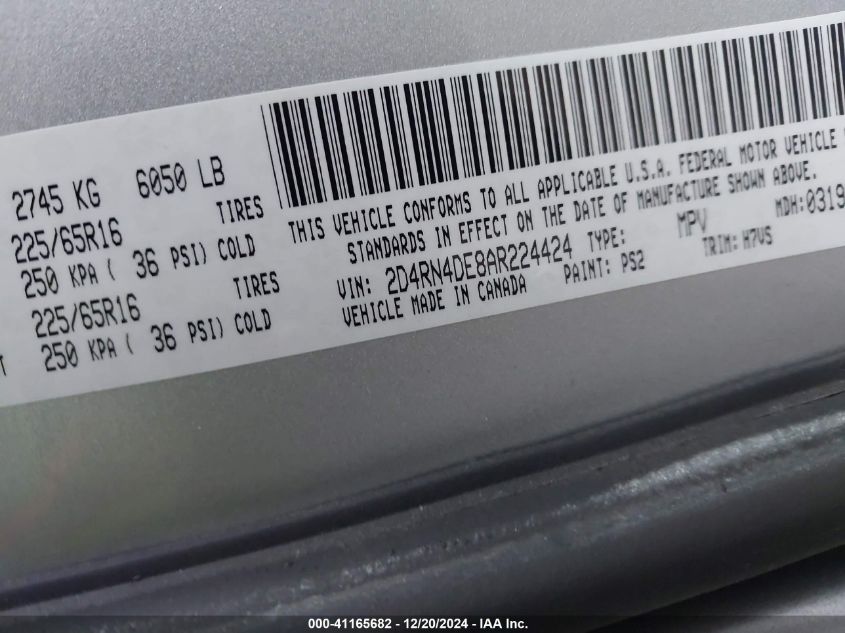 2745 KG 6050 LB
TIRES
225/65R16
250 KPA ( 36 PSI) COLD
TIRES
225/65R16
250 KPA ( 36 PSI) COLD
THIS VEHICLE CONFORMS TO ALL APPLICABLE U.S.A. FEDERAL MOTOR VEHICLE
STANDARDS IN EFFECT ON THE DATE OF MANUFACTURE SHOWN ABOVE.
VIN: 2D4RN4DE8AR224424 TYPE: MPV MDH:0319
VEHICLE MADE IN CANADA PAINT: PS2 TRIM: H7VS
000-41165682 - 12/20/2024 - IAA Inc.